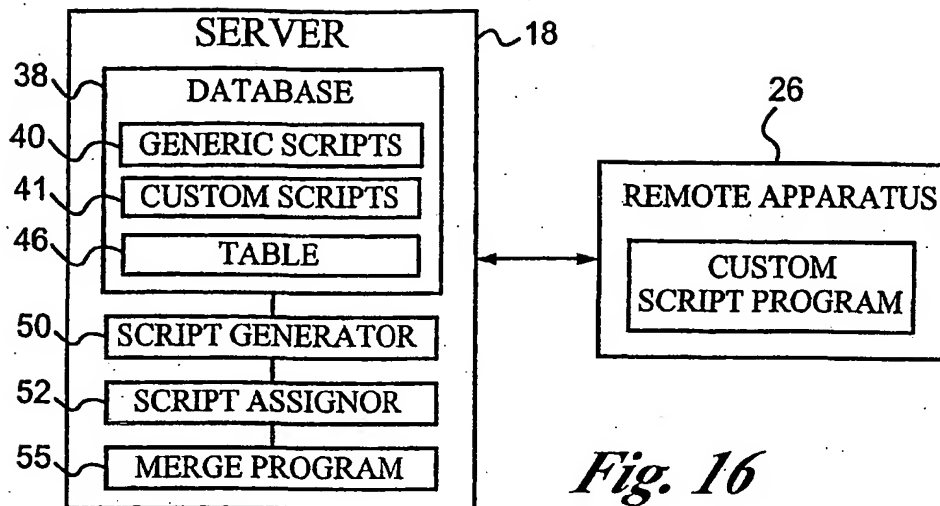 SERVER
18
38
DATABASE
40
GENERIC SCRIPTS
41
CUSTOM SCRIPTS
46
TABLE
50
SCRIPT GENERATOR
52
SCRIPT ASSIGNOR
55
MERGE PROGRAM
26
REMOTE APPARATUS
CUSTOM
SCRIPT PROGRAM
Fig. 16